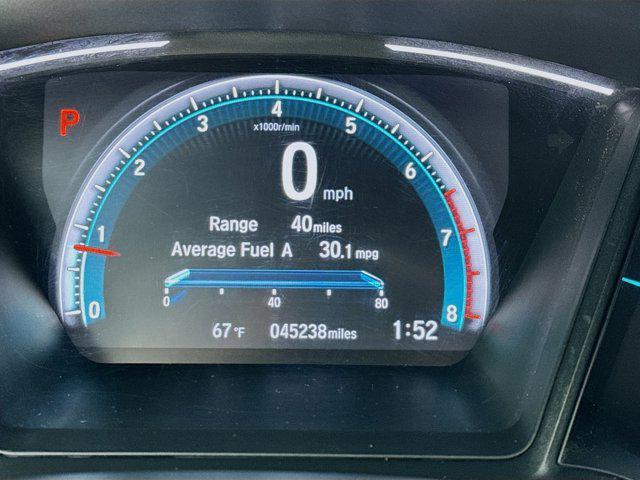 P
0 1 2 3 4 5 6 7 8
x1000r/min
0 mph
Range 40 miles
Average Fuel A 30.1 mpg
0 40 80
67 °F 045238 miles 1:52